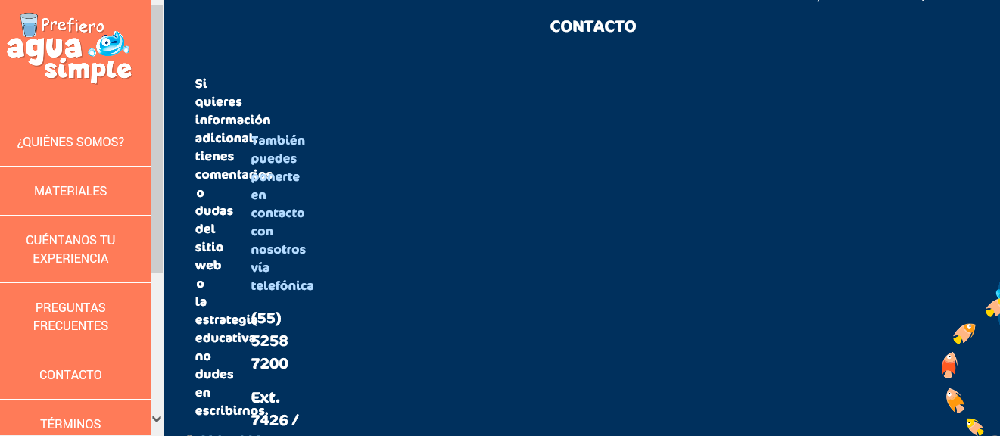 Prefiero
agua
simple
¿QUIÉNES SOMOS?
MATERIALES
CUÉNTANOS TU
EXPERIENCIA
PREGUNTAS
FRECUENTES
CONTACTO
TÉRMINOS
CONTACTO
Si
quieres
información
adicional,
tienes
comentarios
o
dudas
del
sitio
web
o
la
estrategia
educativa
no
dudes
en
escribirnos.
También
puedes
ponerte
en
contacto
con
nosotros
vía
telefónica
(55)
5258
7200
Ext.
7426 /